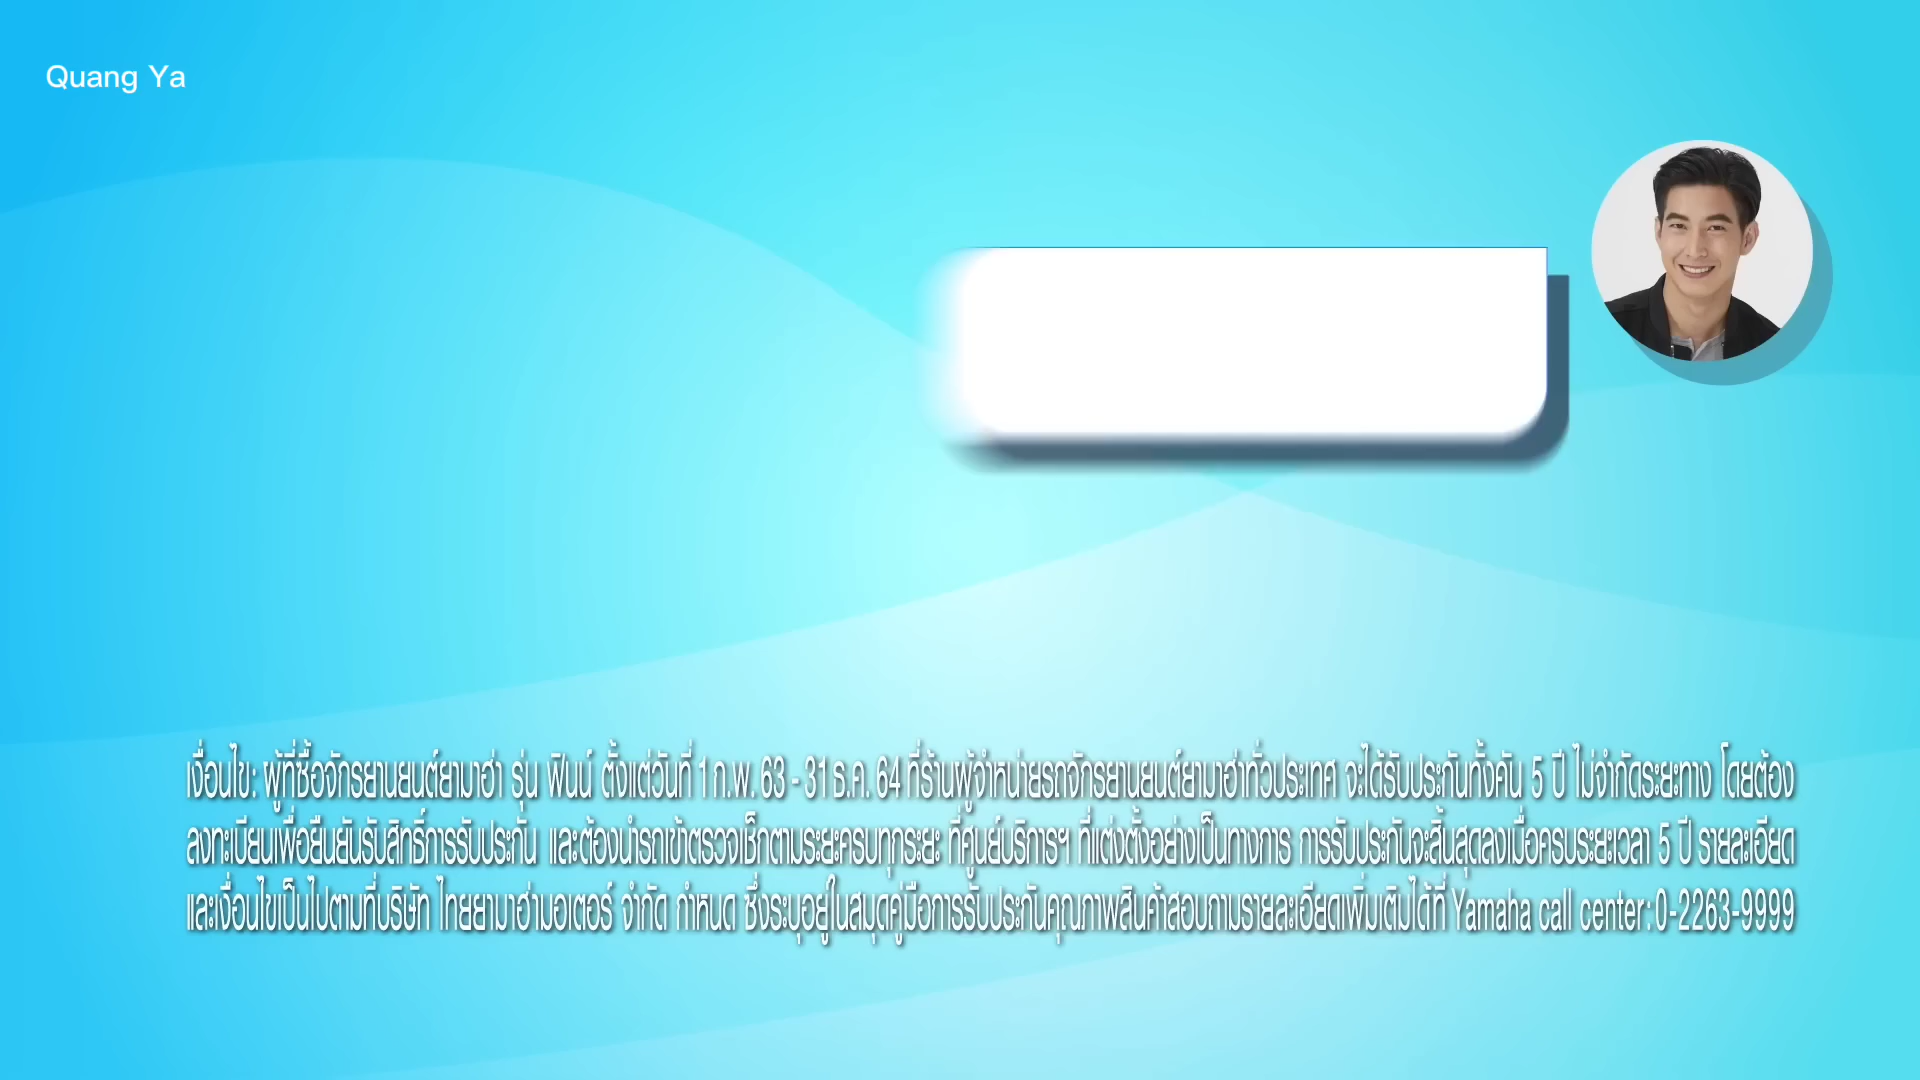 Quang Ya
เงื่อนไข: ผู้ที่ซื้อจักรยานยนต์ยามาฮ่า รุ่น ฟินน์ ตั้งแต่วันที่ 1 ก.พ. 63 - 31 ธ.ค. 64 ที่ร้านผู้จำหน่ายรถจักรยานยนต์ยามาฮ่าทั่วประเทศ จะได้รับประกันทั้งคัน 5 ปี ไม่จำกัดระยะทาง โดยต้อง
ลงทะเบียนเพื่อยืนยันรับสิทธิ์การรับประกัน และต้องนำรถเข้าตรวจเช็กตามระยะครบทุกระยะ ที่ศูนย์บริการฯ ที่แต่งตั้งอย่างเป็นทางการ การรับประกันจะสิ้นสุดลงเมื่อครบระยะเวลา 5 ปี รายละเอียด
และเงื่อนไขเป็นไปตามที่บริษัท ไทยยามาฮ่ามอเตอร์ จำกัด กำหนด ซึ่งระบุอยู่ในสมุดคู่มือการรับประกันคุณภาพสินค้าสอบถามรายละเอียดเพิ่มเติมได้ที่ Yamaha call center:0-2263-9999